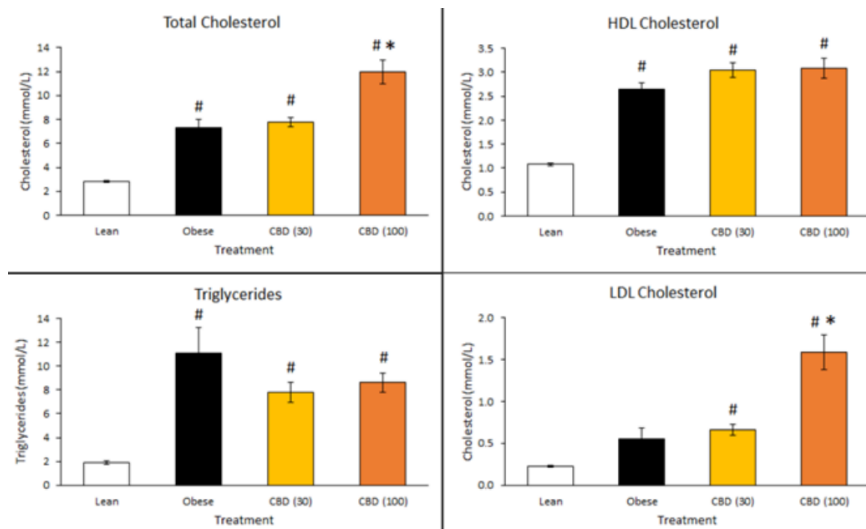 Total Cholesterol
Cholesterol (mmol/L)
14
12
10
8
6
4
2
0
#
#
# *
Lean
Obese
CBD (30)
CBD (100)
Treatment
HDL Cholesterol
Cholesterol (mmol/L)
3.5
3.0
2.5
2.0
1.5
1.0
0.5
0.0
#
#
#
Lean
Obese
CBD (30)
CBD (100)
Treatment
Triglycerides
Triglycerides (mmol/L)
14
12
10
8
6
4
2
0
#
#
#
Lean
Obese
CBD (30)
CBD (100)
Treatment
LDL Cholesterol
Cholesterol (mmol/L)
2.0
1.5
1.0
0.5
0.0
#
# *
Lean
Obese
CBD (30)
CBD (100)
Treatment